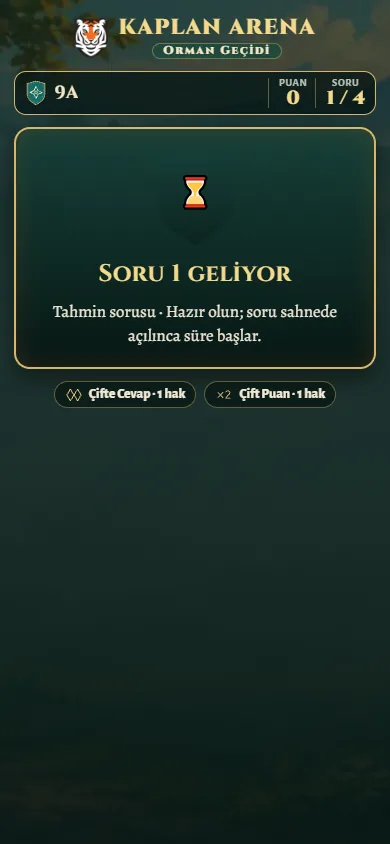 KAPLAN ARENA
Orman Geçidi
9A
PUAN
0
SORU
1 / 4
Soru 1 geliyor
Tahmin sorusu · Hazır olun; soru sahnede
açılınca süre başlar.
Çifte Cevap · 1 hak
×2 Çift Puan · 1 hak